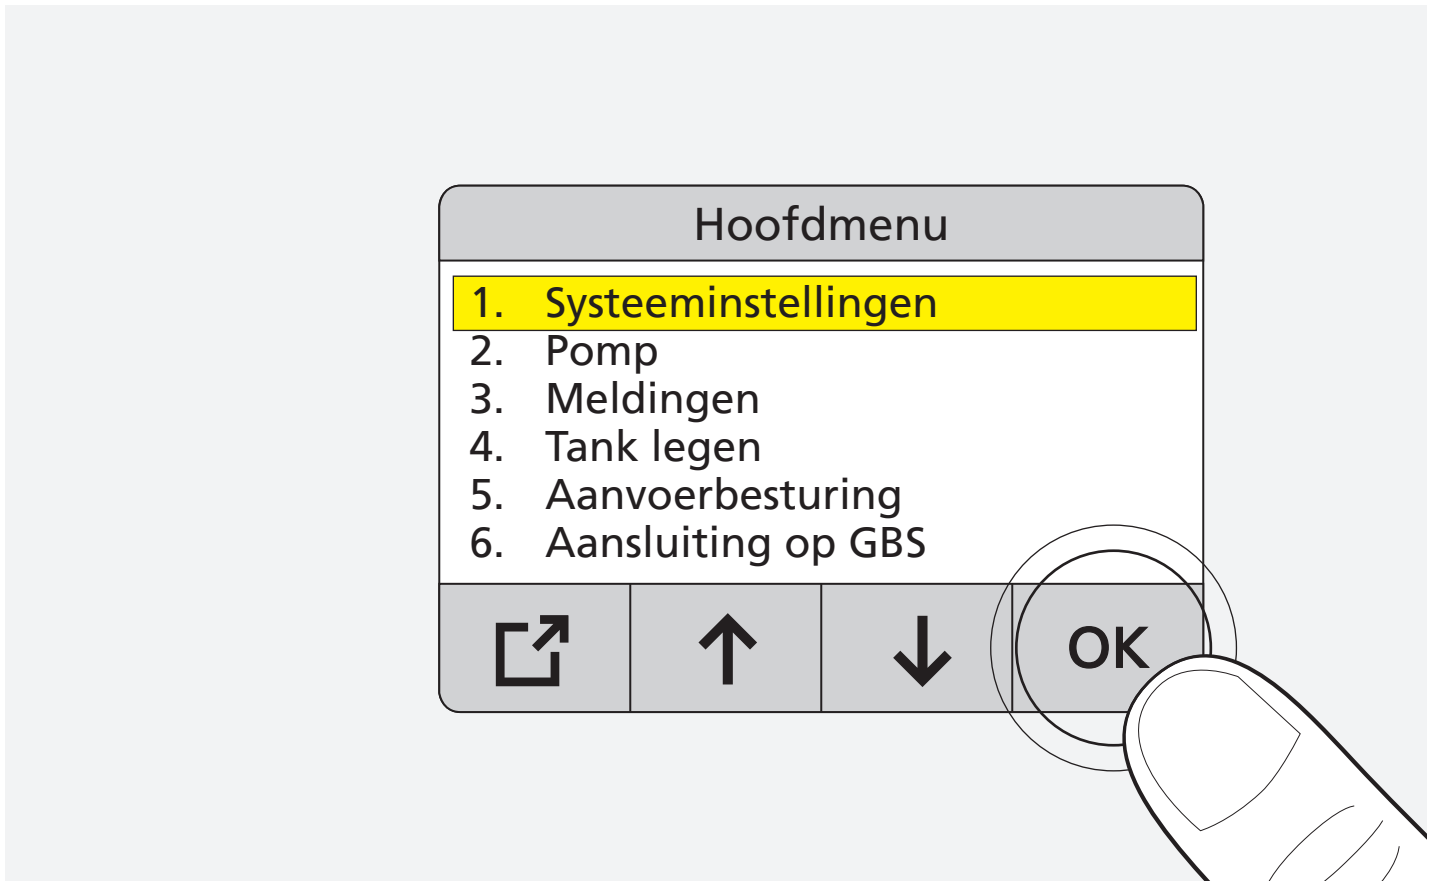 Hoofdmenu
1. Systeeminstellingen
2. Pomp
3. Meldingen
4. Tank legen
5. Aanvoerbesturing
6. Aansluiting op GBS
OK